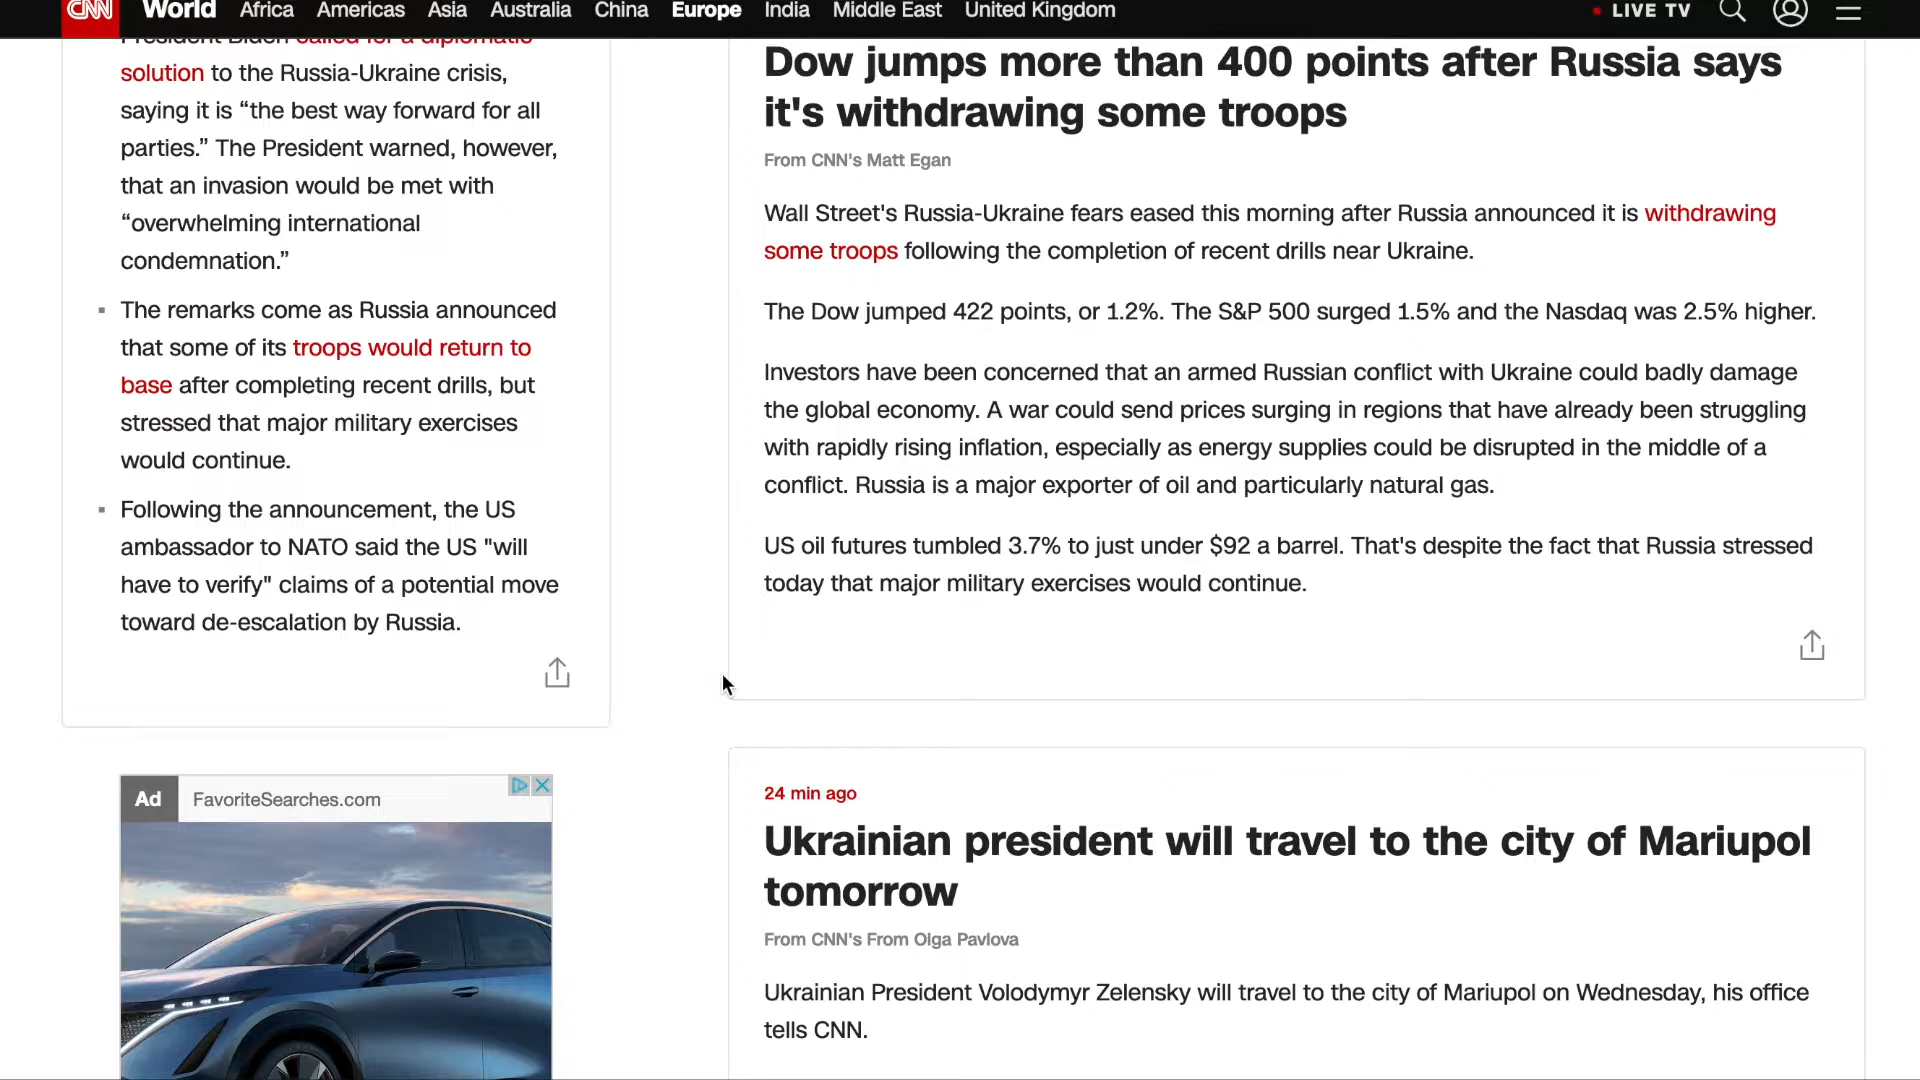 CNN World Africa Americas Asia Australia China Europe India Middle East United Kingdom LIVE TV
President Biden called for a diplomatic
solution to the Russia-Ukraine crisis,
saying it is “the best way forward for all
parties.” The President warned, however,
that an invasion would be met with
“overwhelming international
condemnation.”
▪ The remarks come as Russia announced
that some of its troops would return to
base after completing recent drills, but
stressed that major military exercises
would continue.
▪ Following the announcement, the US
ambassador to NATO said the US "will
have to verify" claims of a potential move
toward de-escalation by Russia.
Ad FavoriteSearches.com
Dow jumps more than 400 points after Russia says
it's withdrawing some troops
From CNN's Matt Egan
Wall Street's Russia-Ukraine fears eased this morning after Russia announced it is withdrawing
some troops following the completion of recent drills near Ukraine.
The Dow jumped 422 points, or 1.2%. The S&P 500 surged 1.5% and the Nasdaq was 2.5% higher.
Investors have been concerned that an armed Russian conflict with Ukraine could badly damage
the global economy. A war could send prices surging in regions that have already been struggling
with rapidly rising inflation, especially as energy supplies could be disrupted in the middle of a
conflict. Russia is a major exporter of oil and particularly natural gas.
US oil futures tumbled 3.7% to just under $92 a barrel. That's despite the fact that Russia stressed
today that major military exercises would continue.
24 min ago
Ukrainian president will travel to the city of Mariupol
tomorrow
From CNN's From Olga Pavlova
Ukrainian President Volodymyr Zelensky will travel to the city of Mariupol on Wednesday, his office
tells CNN.